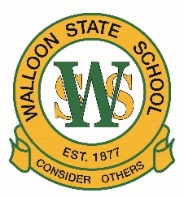 WALLOON STATE SCHOOL
WSS
EST. 1877
CONSIDER OTHERS